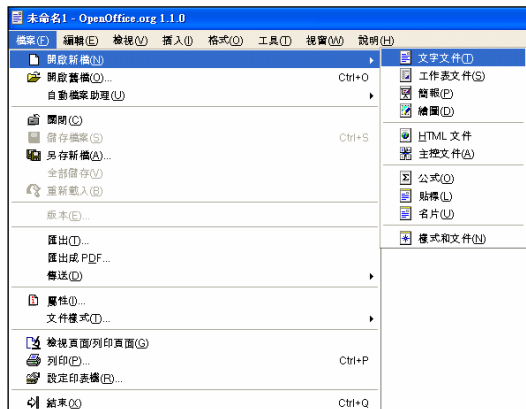 未命名1 - OpenOffice.org 1.1.0
檔案(F) 編輯(E) 檢視(V) 插入(I) 格式(O) 工具(T) 視窗(W) 說明(H)
開啟新檔(N)
開啟舊檔(O)... Ctrl+O
自動檔案助理(U)
關閉(C)
儲存檔案(S) Ctrl+S
另存新檔(A)...
全部儲存(V)
重新載入(B)
版本(E)...
匯出(T)...
匯出成 PDF...
傳送(D)
屬性(I)...
文件樣式(T)...
檢視頁面/列印頁面(G)
列印(P)... Ctrl+P
設定印表機(R)...
結束(X) Ctrl+Q
文字文件(T)
工作表文件(S)
簡報(P)
繪圖(D)
HTML 文件
主控文件(A)
公式(O)
貼標(L)
名片(U)
樣式和文件(N)